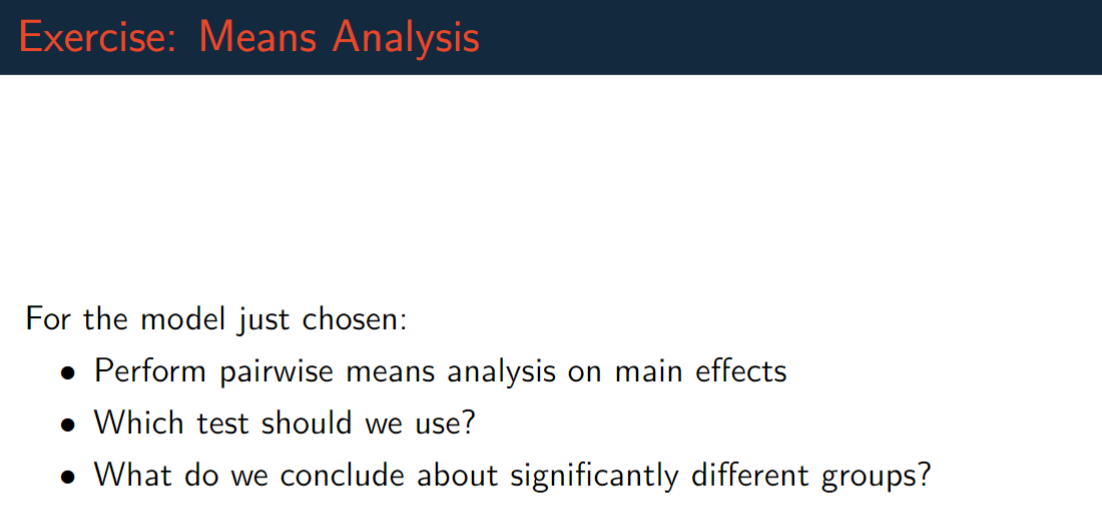 Exercise: Means Analysis
For the model just chosen:
• Perform pairwise means analysis on main effects
• Which test should we use?
• What do we conclude about significantly different groups?